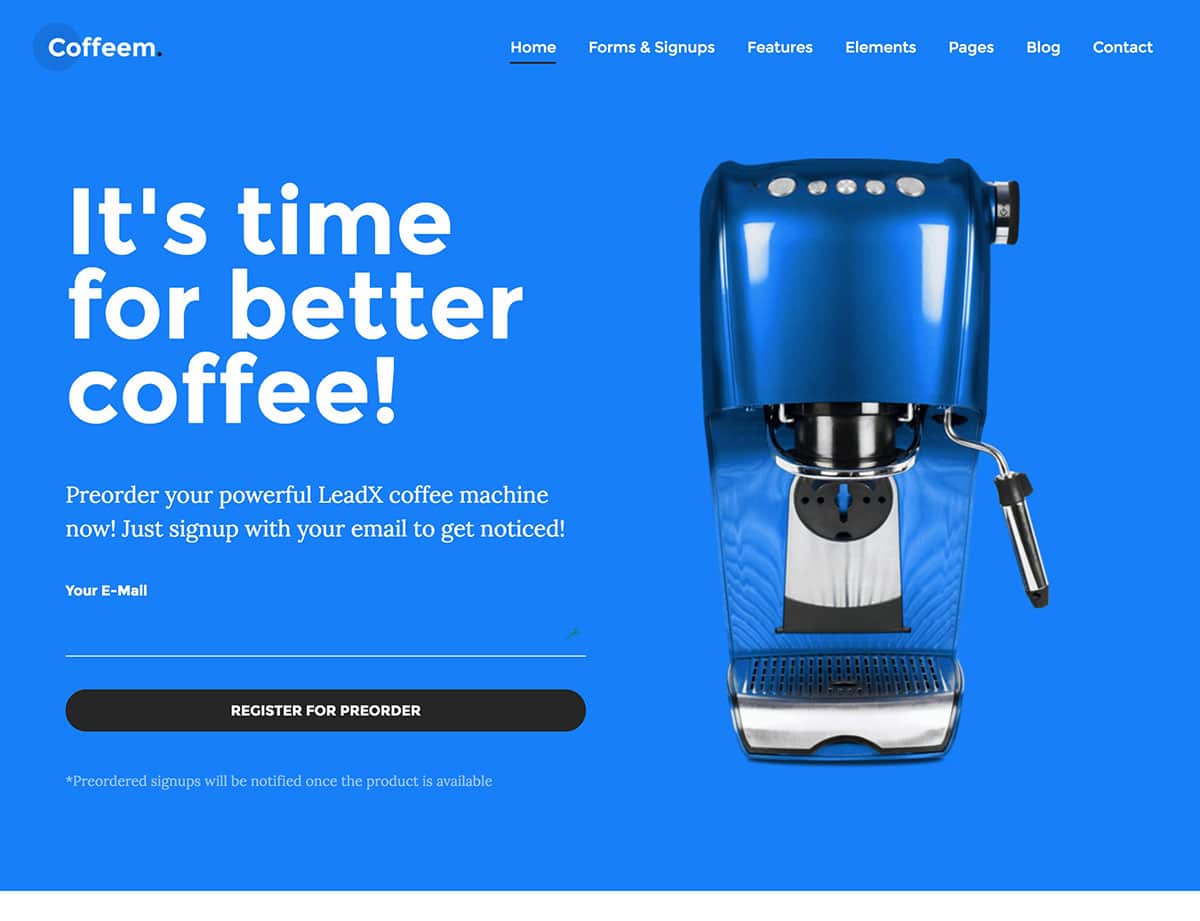 Coffeem.
Home Forms & Signups Features Elements Pages Blog Contact
It's time
for better
coffee!
Preorder your powerful LeadX coffee machine
now! Just signup with your email to get noticed!
Your E-Mail
REGISTER FOR PREORDER
*Preordered signups will be notified once the product is available